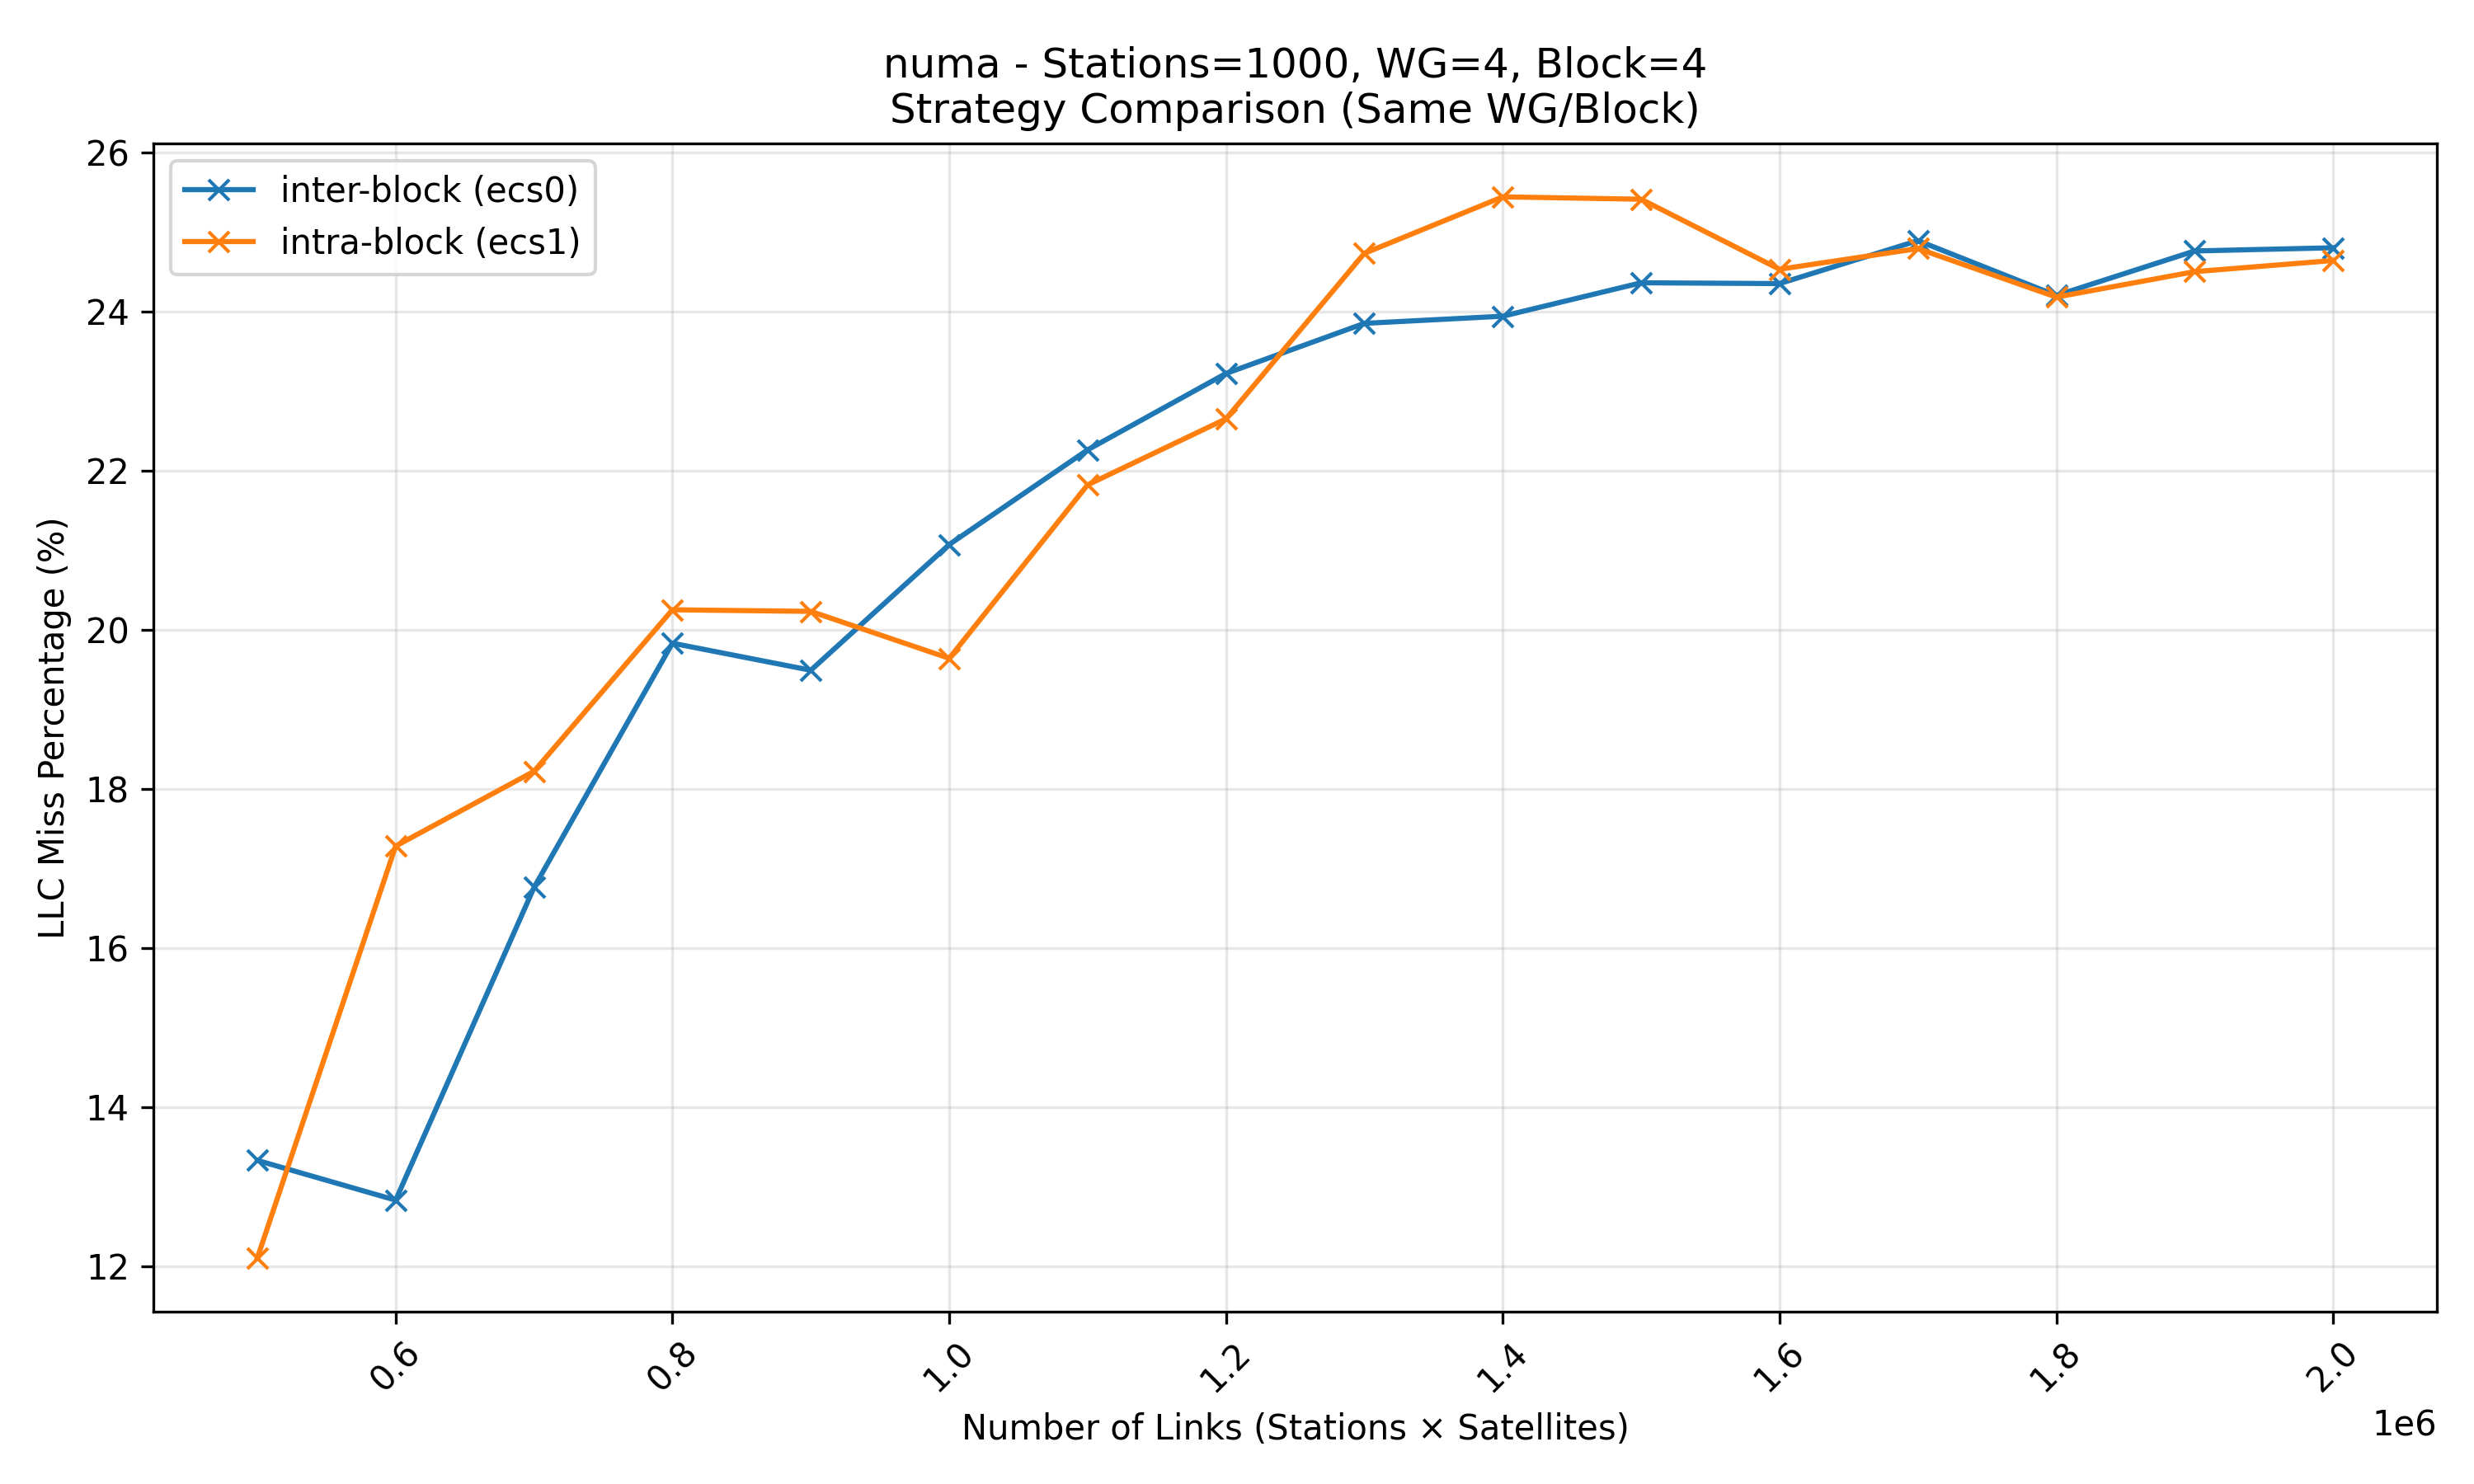 numa - Stations=1000, WG=4, Block=4
Strategy Comparison (Same WG/Block)
inter-block (ecs0)
intra-block (ecs1)
LLC Miss Percentage (%)
26
24
22
20
18
16
14
12
0.6
0.8
1.0
1.2
1.4
1.6
1.8
2.0
1e6
Number of Links (Stations × Satellites)